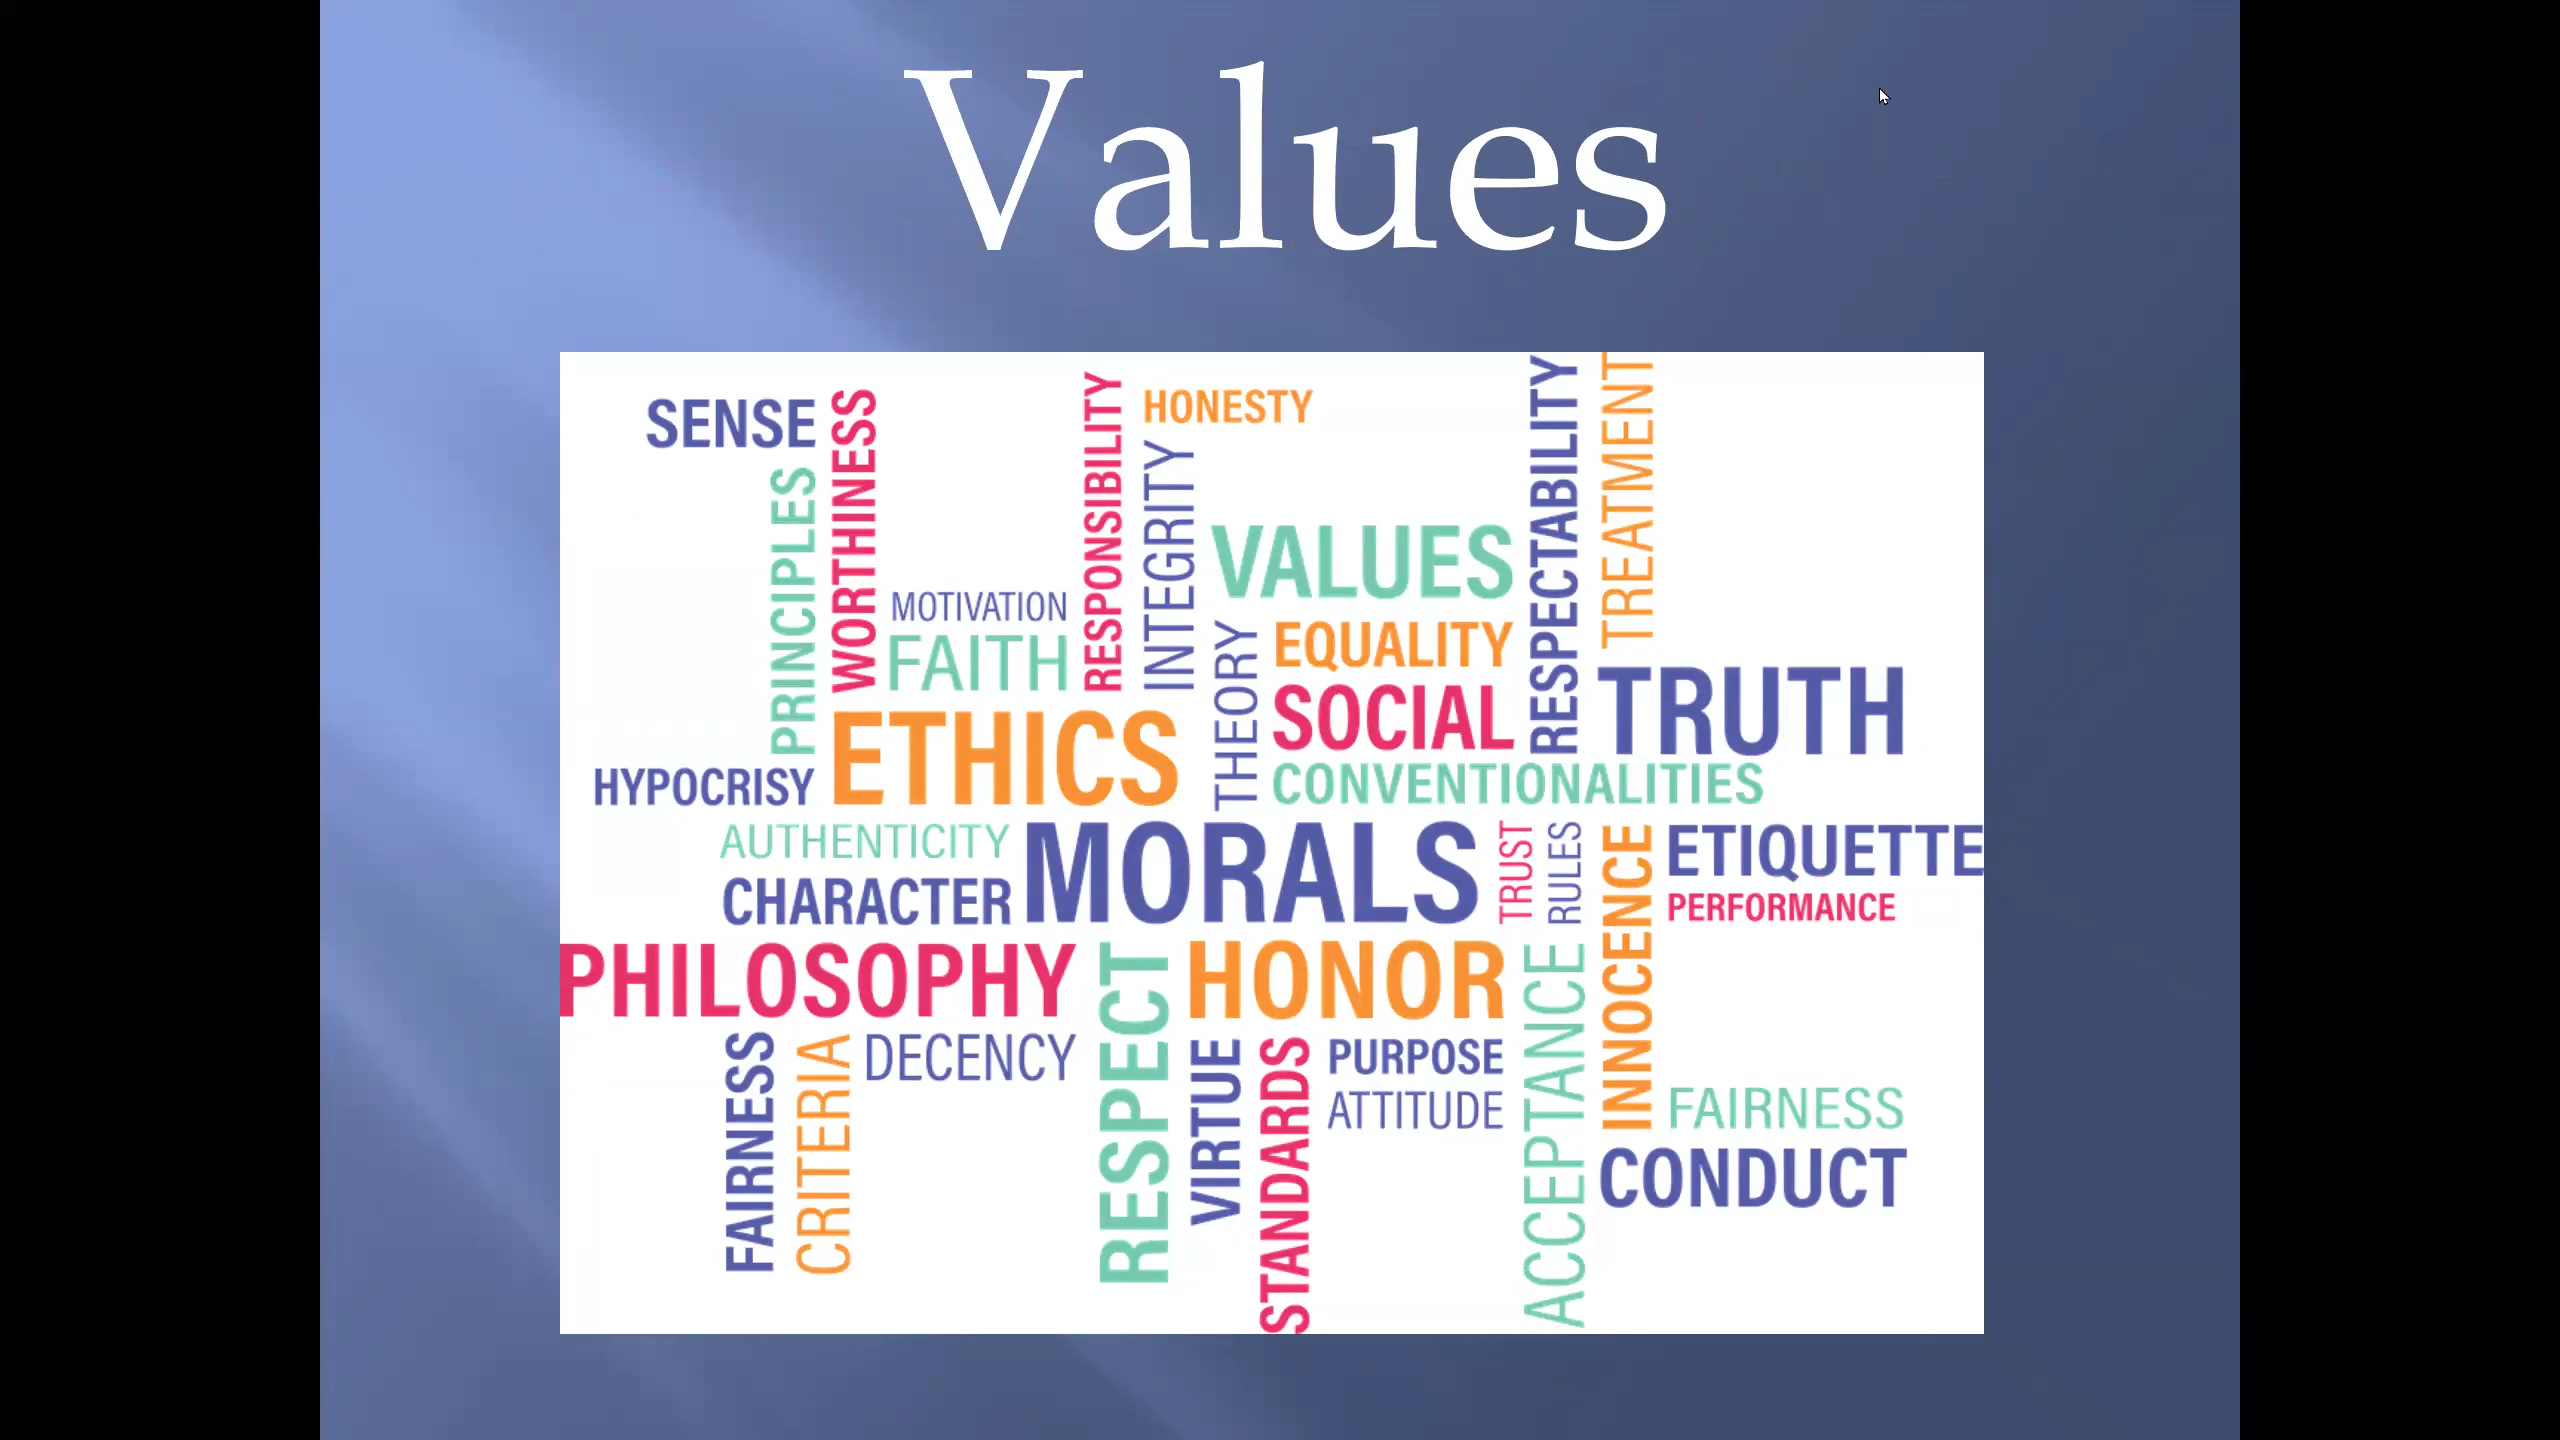 Values
SENSE
PRINCIPLES
WORTHINESS
RESPONSIBILITY
HONESTY
INTEGRITY
VALUES
RESPECTABILITY
TREATMENT
MOTIVATION
FAITH
THEORY
EQUALITY
SOCIAL
TRUTH
HYPOCRISY
ETHICS
CONVENTIONALITIES
AUTHENTICITY
CHARACTER
MORALS
TRUST
RULES
INNOCENCE
ETIQUETTE
PERFORMANCE
PHILOSOPHY
RESPECT
HONOR
ACCEPTANCE
FAIRNESS
CRITERIA
DECENCY
VIRTUE
STANDARDS
PURPOSE
ATTITUDE
FAIRNESS
CONDUCT